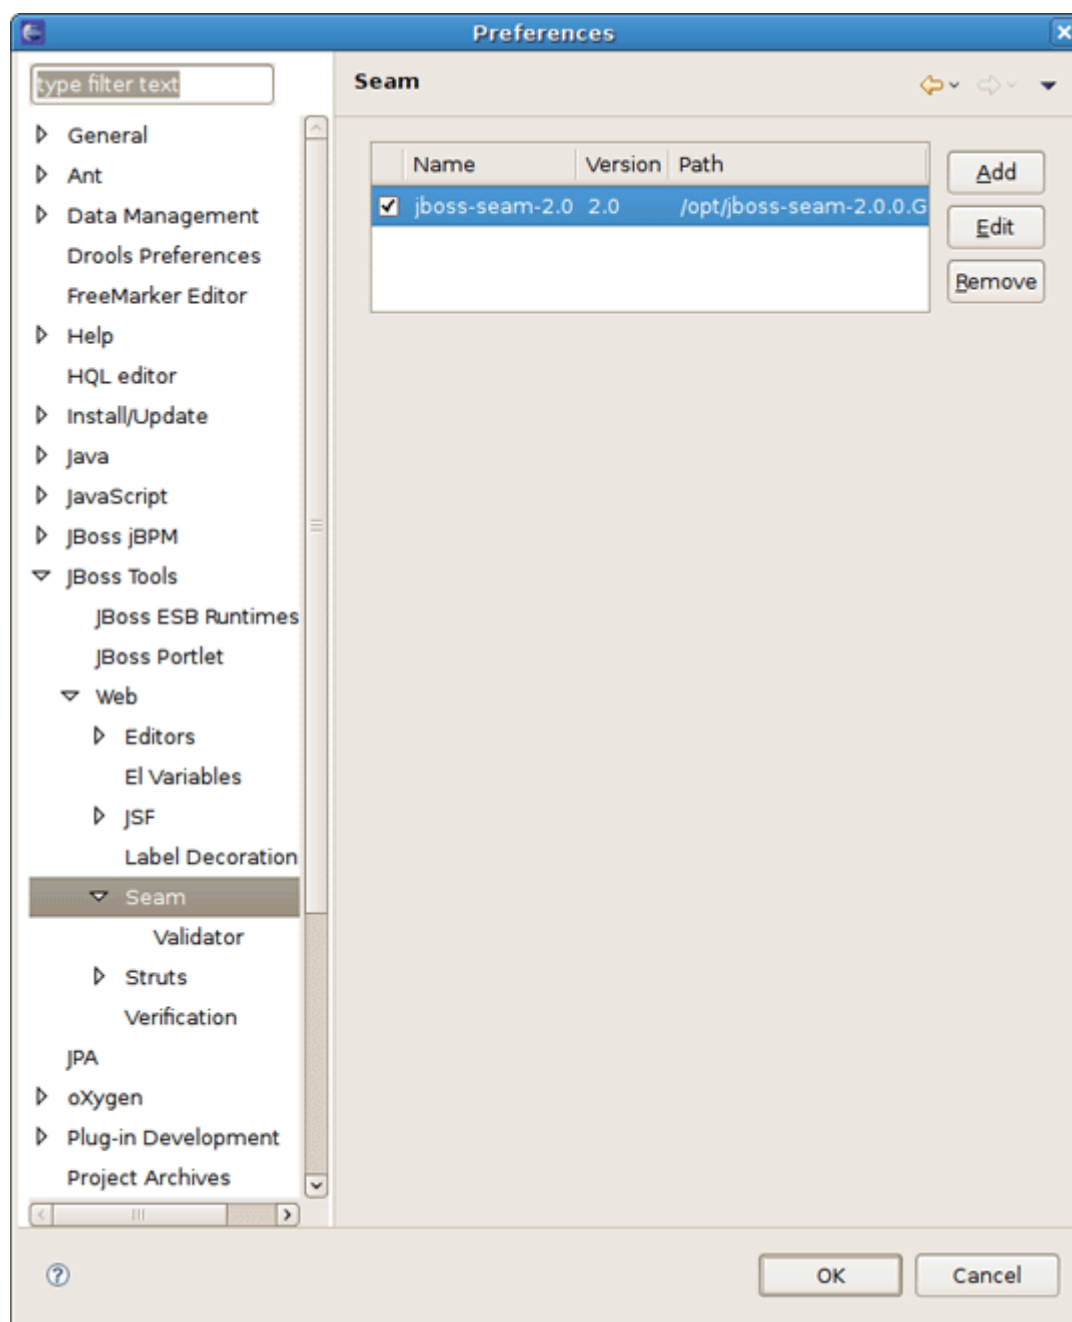 Preferences
type filter text
Seam
General
Ant
Data Management
Drools Preferences
FreeMarker Editor
Help
HQL editor
Install/Update
Java
JavaScript
JBoss jBPM
JBoss Tools
JBoss ESB Runtimes
JBoss Portlet
Web
Editors
El Variables
JSF
Label Decoration
Seam
Validator
Struts
Verification
JPA
oXygen
Plug-in Development
Project Archives
Name Version Path
jboss-seam-2.0 2.0 /opt/jboss-seam-2.0.0.G
Add
Edit
Remove
OK Cancel